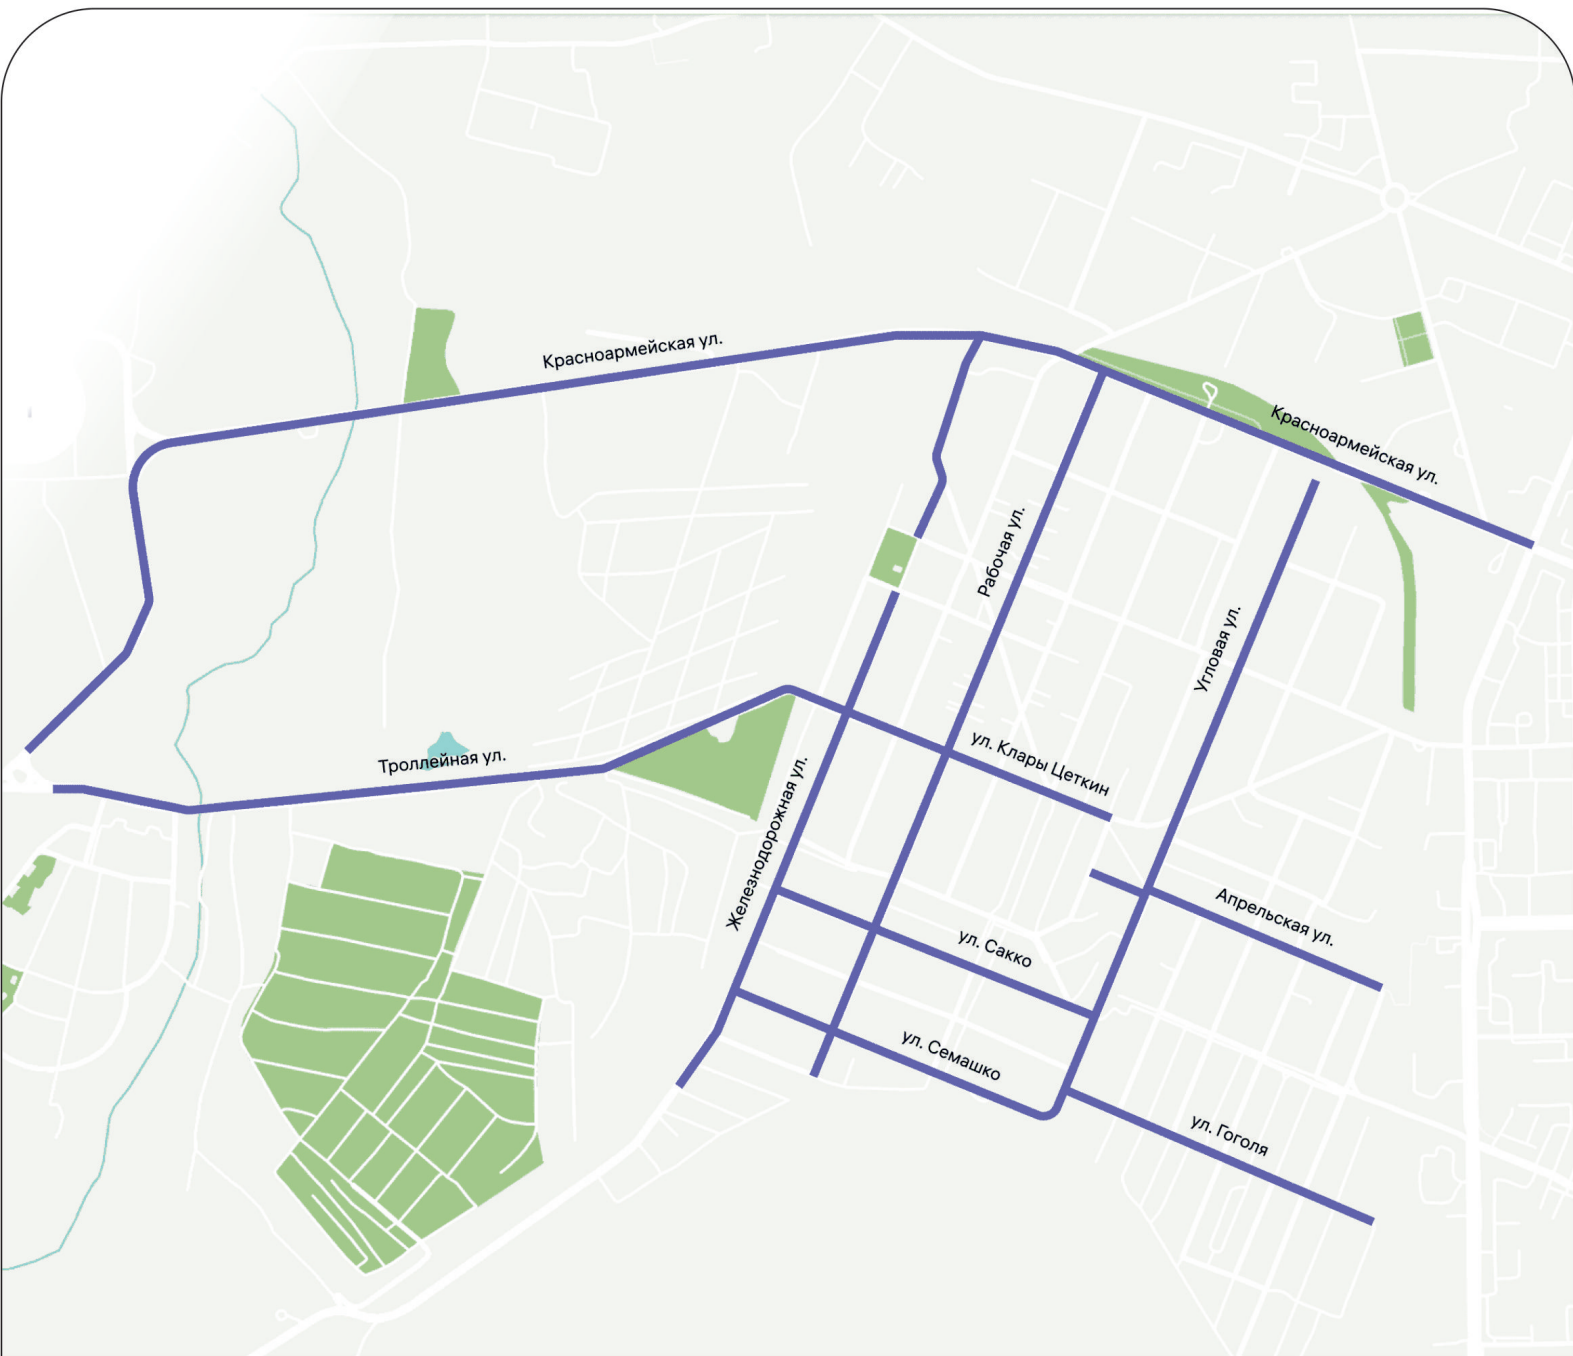 Красноармейская ул.
Красноармейская ул.
Рабочая ул.
Угловая ул.
Троллейная ул.
ул. Клары Цеткин
Железнодорожная ул.
Апрельская ул.
ул. Сакко
ул. Семашко
ул. Гоголя